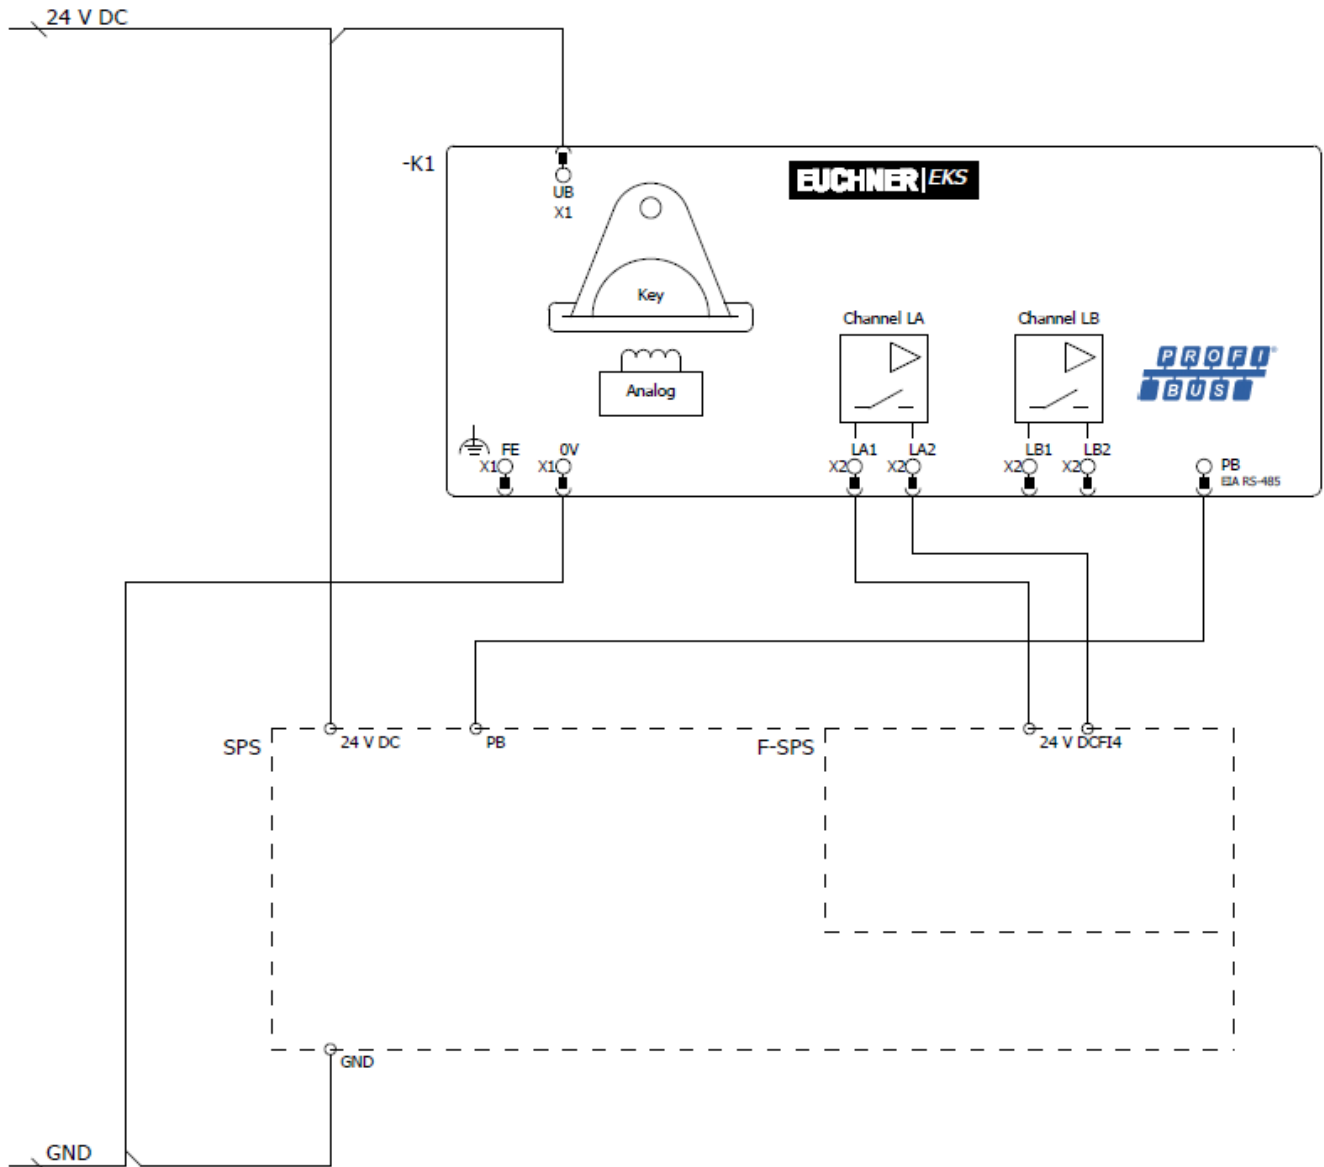 24 V DC
-K1
EUCHNER EKS
UB
X1
Key
Channel LA
Channel LB
PROFI®
BUS
Analog
FE
0V
LA1
LA2
LB1
LB2
X1
X1
X2
X2
X2
X2
PB
EIA RS-485
SPS
24 V DC
PB
F-SPS
24 V DC
FI4
GND
GND